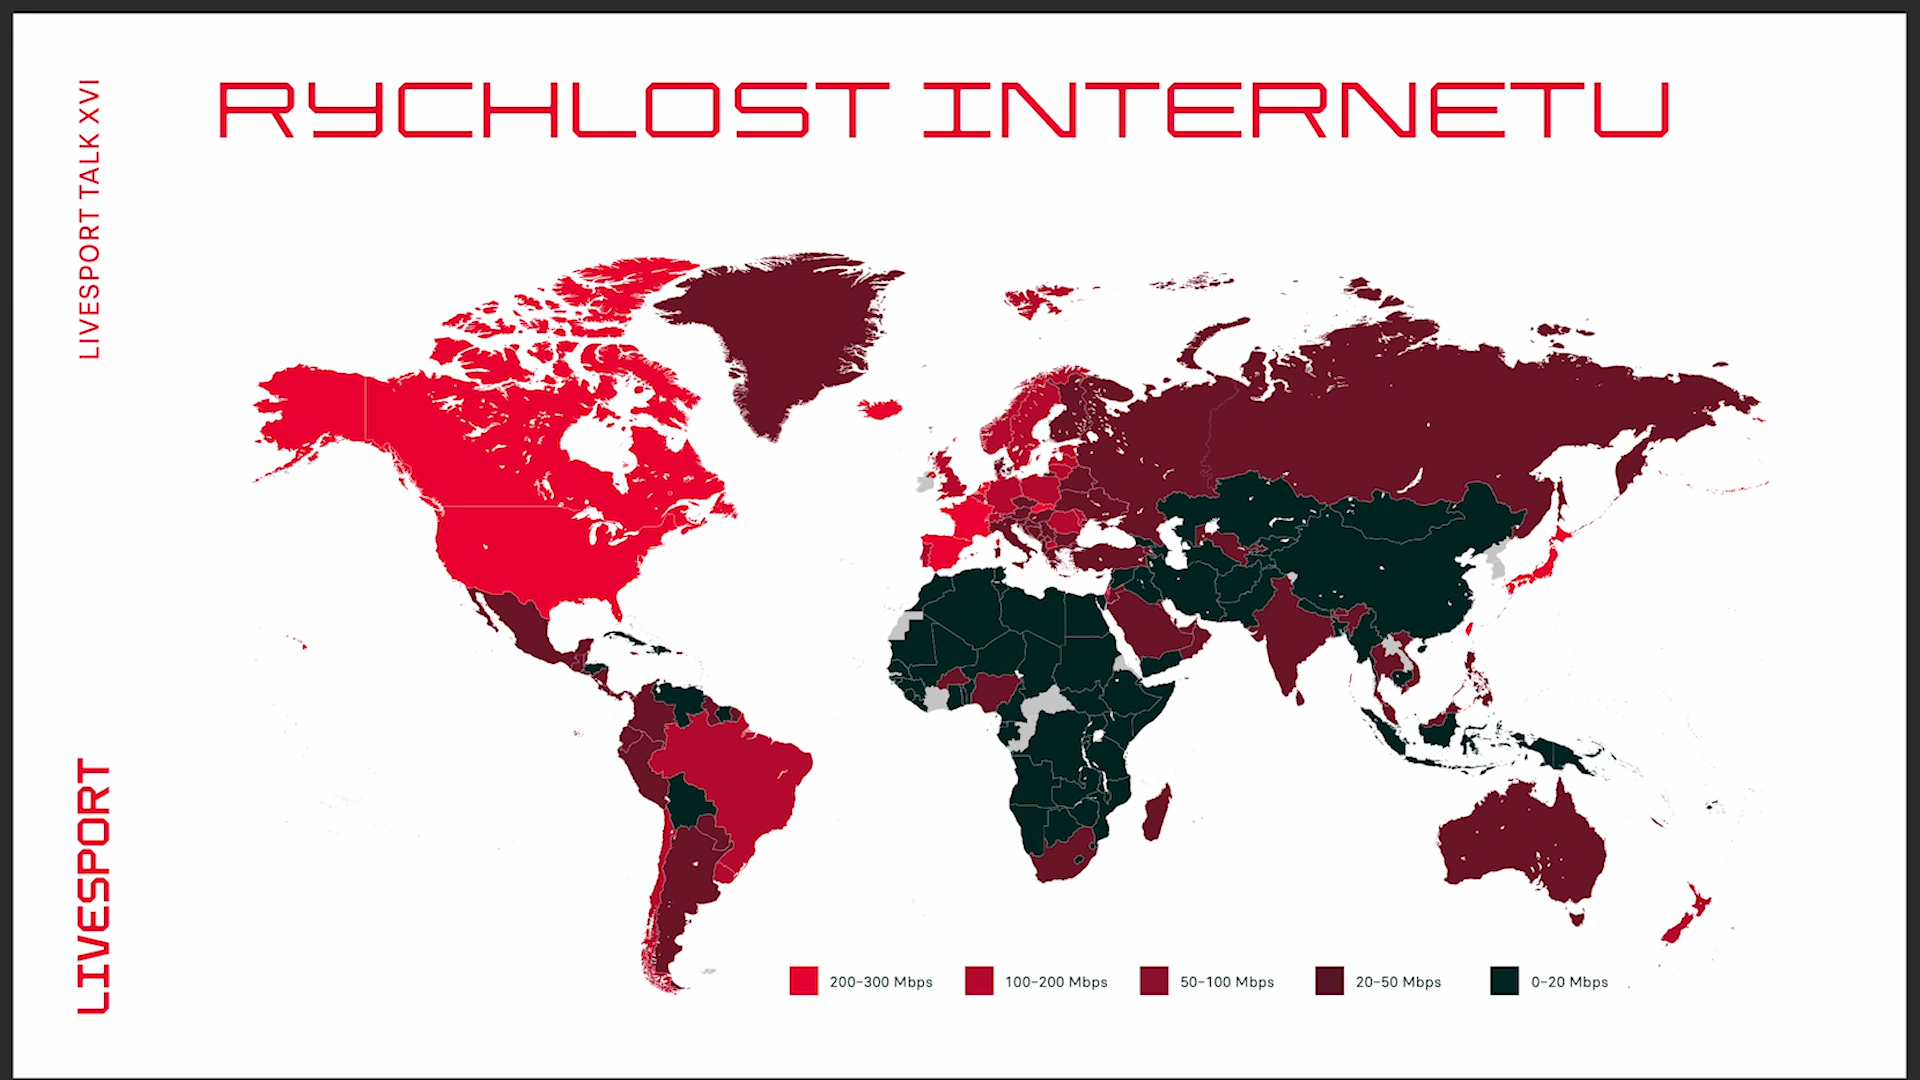 RYCHLOST INTERNETU
LIVESPORT TALK XVI
LIVESPORT
200-300 Mbps
100-200 Mbps
50-100 Mbps
20-50 Mbps
0-20 Mbps